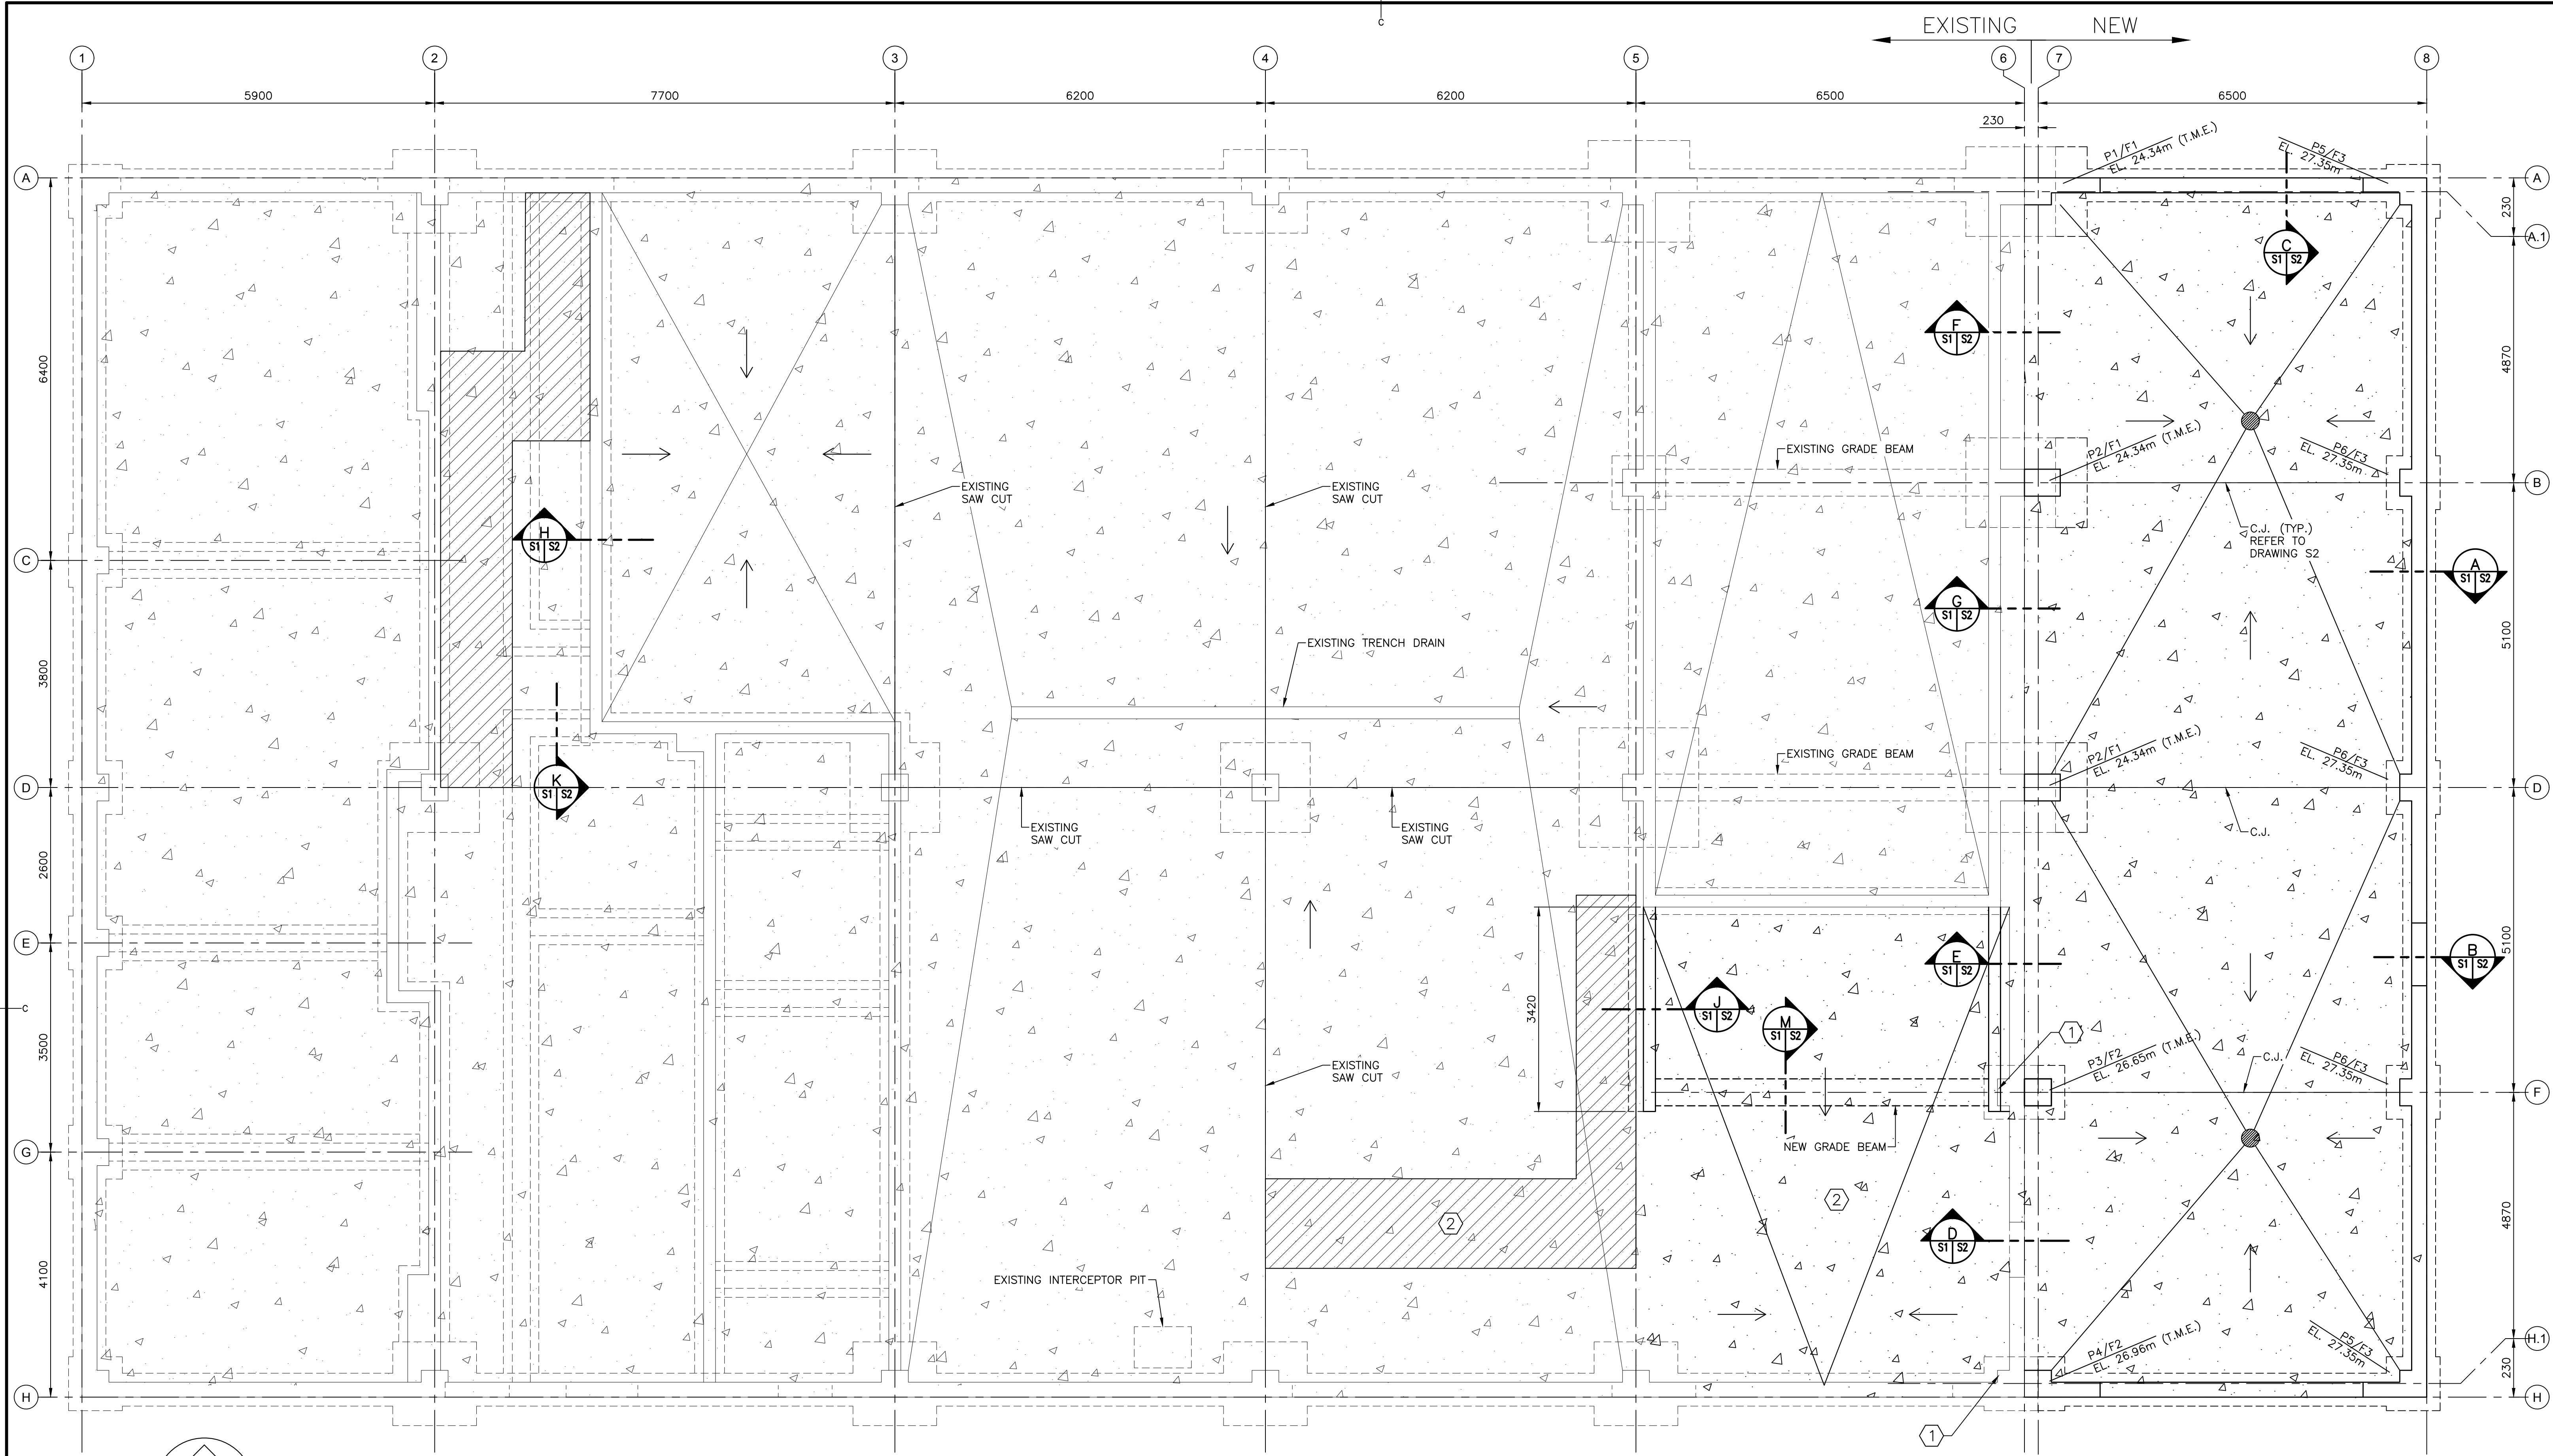 C
EXISTING NEW
1 2 3 4 5 6 7 8
5900 7700 6200 6200 6500 6500
230
P1/F1
EL. 24.34m (T.M.E.)
P5/F3
EL. 27.35m
A
A
230
A.1
C
S1 S2
F
S1 S2
6400
4870
EXISTING GRADE BEAM
P2/F1
EL. 24.34m (T.M.E.)
P6/F3
EL. 27.35m
EXISTING
SAW CUT
EXISTING
SAW CUT
B
C.J. (TYP.)
REFER TO
DRAWING S2
H
S1 S2
C
A
S1 S2
G
S1 S2
EXISTING TRENCH DRAIN
5100
3800
EXISTING GRADE BEAM
P2/F1
EL. 24.34m (T.M.E.)
P6/F3
EL. 27.35m
D
K
S1 S2
D
EXISTING
SAW CUT
EXISTING
SAW CUT
C.J.
2600
E
E
S1 S2
B
S1 S2
5100
C
3420
J
S1 S2
M
S1 S2
1
3500
EXISTING
SAW CUT
P3/F2
EL. 26.65m (T.M.E.)
C.J.
P6/F3
EL. 27.35m
F
G
NEW GRADE BEAM
2
2
D
S1 S2
4870
4100
EXISTING INTERCEPTOR PIT
P4/F2
EL. 26.96m (T.M.E.)
P5/F3
EL. 27.35m
H.1
230
H
H
1